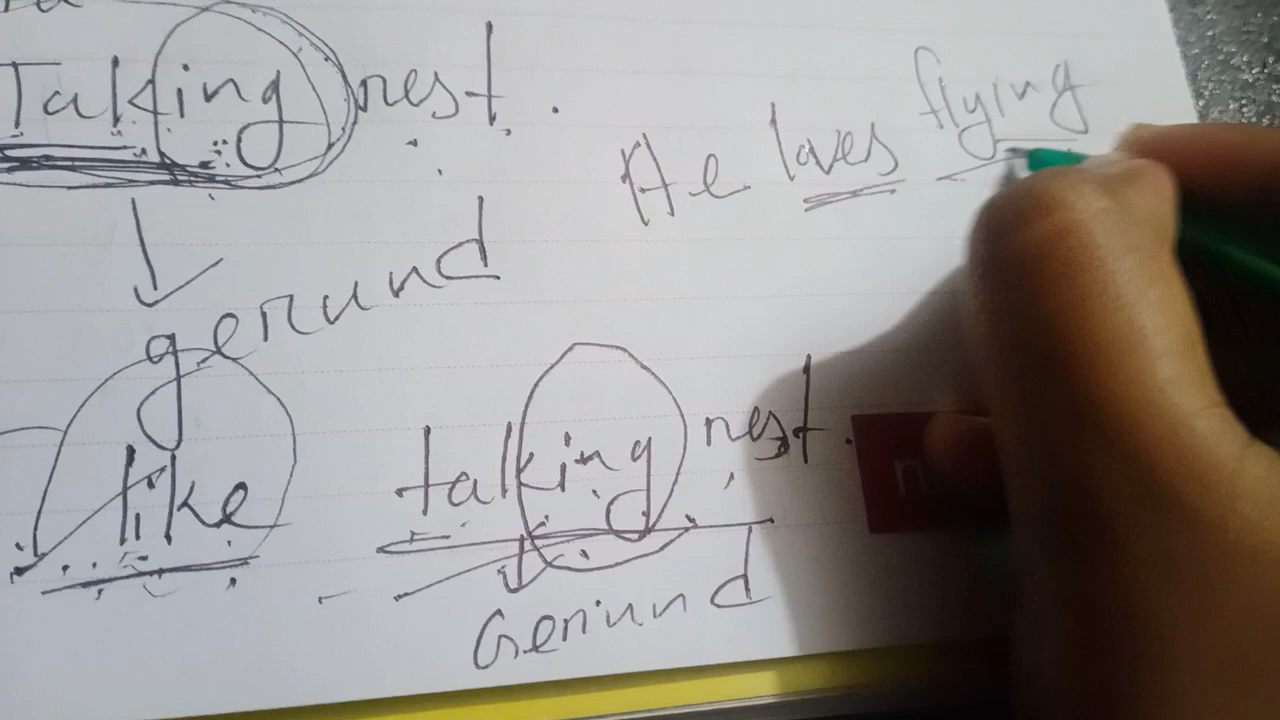 Taking rest.
He loves flying
gerund
like taking rest.
Gerund